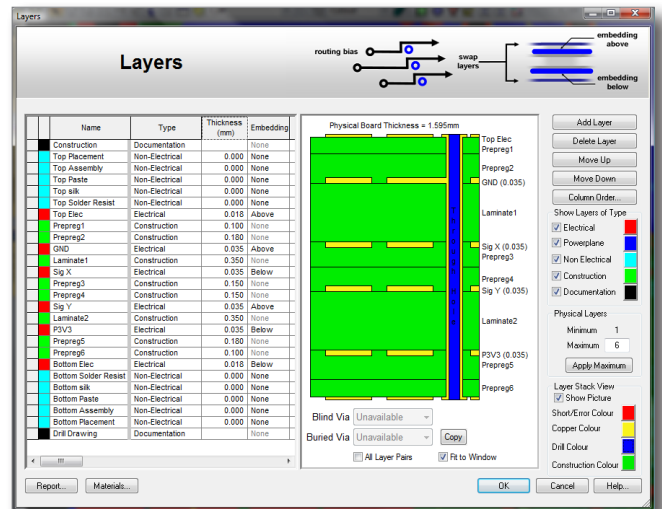 Layers
Layers
routing bias
swap
layers
embedding
above
embedding
below
Name Type Thickness (mm) Embedding
Construction Documentation None
Top Placement Non-Electrical 0.000 None
Top Assembly Non-Electrical 0.000 None
Top Paste Non-Electrical 0.000 None
Top silk Non-Electrical 0.000 None
Top Solder Resist Non-Electrical 0.000 None
Top Elec Electrical 0.018 Above
Prepreg1 Construction 0.100 None
Prepreg2 Construction 0.180 None
GND Electrical 0.035 Above
Laminate1 Construction 0.350 None
Sig X Electrical 0.035 Below
Prepreg3 Construction 0.150 None
Prepreg4 Construction 0.150 None
Sig Y Electrical 0.035 Above
Laminate2 Construction 0.350 None
P3V3 Electrical 0.035 Below
Prepreg5 Construction 0.180 None
Prepreg6 Construction 0.100 None
Bottom Elec Electrical 0.018 Below
Bottom Solder Resist Non-Electrical 0.000 None
Bottom silk Non-Electrical 0.000 None
Bottom Paste Non-Electrical 0.000 None
Bottom Assembly Non-Electrical 0.000 None
Bottom Placement Non-Electrical 0.000 None
Drill Drawing Documentation None
Physical Board Thickness = 1.595mm
Top Elec
Prepreg1
Prepreg2
GND (0.035)
Laminate1
Sig X (0.035)
Prepreg3
Prepreg4
Sig Y (0.035)
Laminate2
P3V3 (0.035)
Prepreg5
Prepreg6
Blind Via Unavailable
Buried Via Unavailable Copy
All Layer Pairs Fit to Window
Add Layer
Delete Layer
Move Up
Move Down
Column Order...
Show Layers of Type
Electrical
Powerplane
Non Electrical
Construction
Documentation
Physical Layers
Minimum 1
Maximum 6
Apply Maximum
Layer Stack View
Show Picture
Short/Error Colour
Copper Colour
Drill Colour
Construction Colour
Report... Materials... OK Cancel Help...